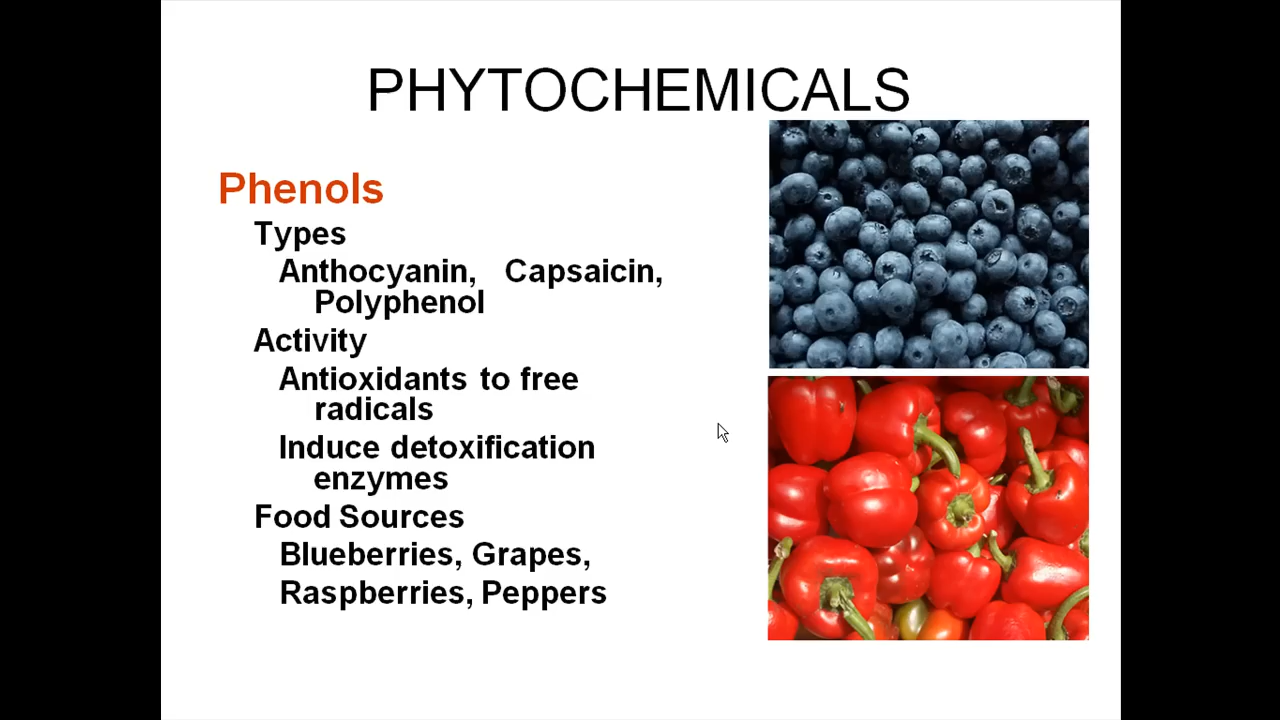 PHYTOCHEMICALS
Phenols
Types
Anthocyanin, Capsaicin,
Polyphenol
Activity
Antioxidants to free
radicals
Induce detoxification
enzymes
Food Sources
Blueberries, Grapes,
Raspberries, Peppers